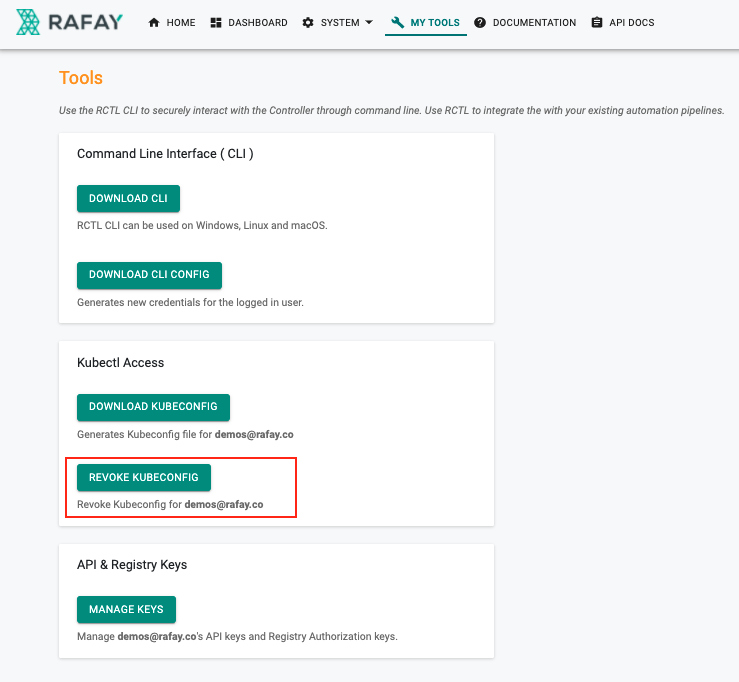 RAFAY HOME DASHBOARD SYSTEM MY TOOLS DOCUMENTATION API DOCS
Tools
Use the RCTL CLI to securely interact with the Controller through command line. Use RCTL to integrate the with your existing automation pipelines.
Command Line Interface ( CLI )
DOWNLOAD CLI
RCTL CLI can be used on Windows, Linux and macOS.
DOWNLOAD CLI CONFIG
Generates new credentials for the logged in user.
Kubectl Access
DOWNLOAD KUBECONFIG
Generates Kubeconfig file for demos@rafay.co
REVOKE KUBECONFIG
Revoke Kubeconfig for demos@rafay.co
API & Registry Keys
MANAGE KEYS
Manage demos@rafay.co's API keys and Registry Authorization keys.